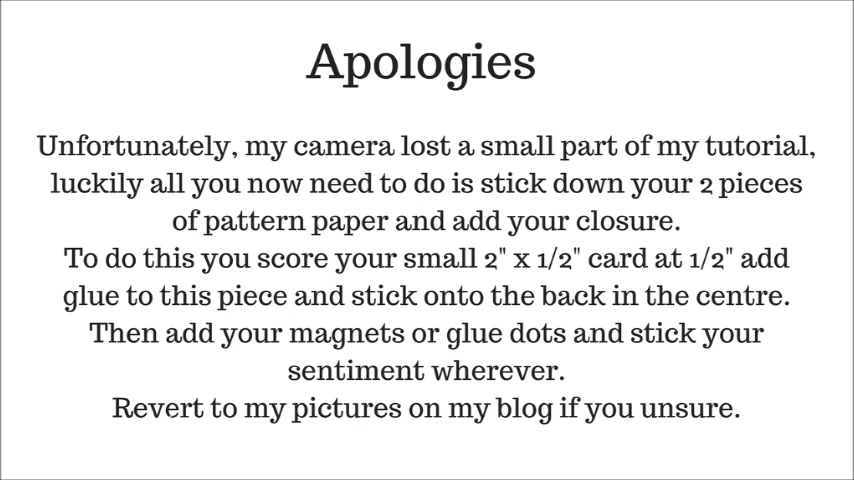 Apologies
Unfortunately, my camera lost a small part of my tutorial,
luckily all you now need to do is stick down your 2 pieces
of pattern paper and add your closure.
To do this you score your small 2" x 1/2" card at 1/2" add
glue to this piece and stick onto the back in the centre.
Then add your magnets or glue dots and stick your
sentiment wherever.
Revert to my pictures on my blog if you unsure.